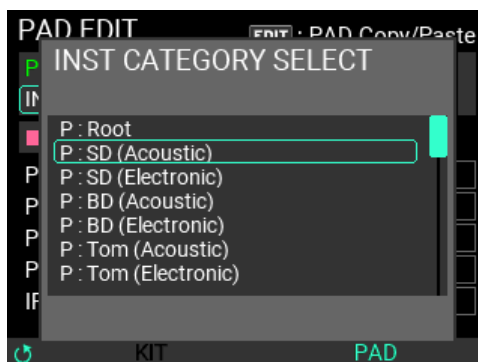 PAD EDIT EDIT : PAD Copy/Paste
INST CATEGORY SELECT
P
IN
P : Root
P : SD (Acoustic)
P : SD (Electronic)
P : BD (Acoustic)
P : BD (Electronic)
P : Tom (Acoustic)
P : Tom (Electronic)
P
P
P
P
KIT PAD